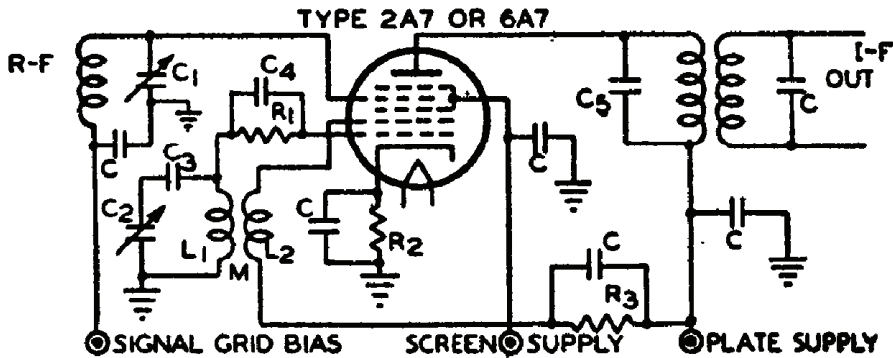 TYPE 2A7 OR 6A7
R-F
C1
C4
R1
C5
C
I-F
OUT
C
C3
C
C2
L1
M
L2
C
R2
C
C
R3
SIGNAL GRID BIAS
SCREEN SUPPLY
PLATE SUPPLY